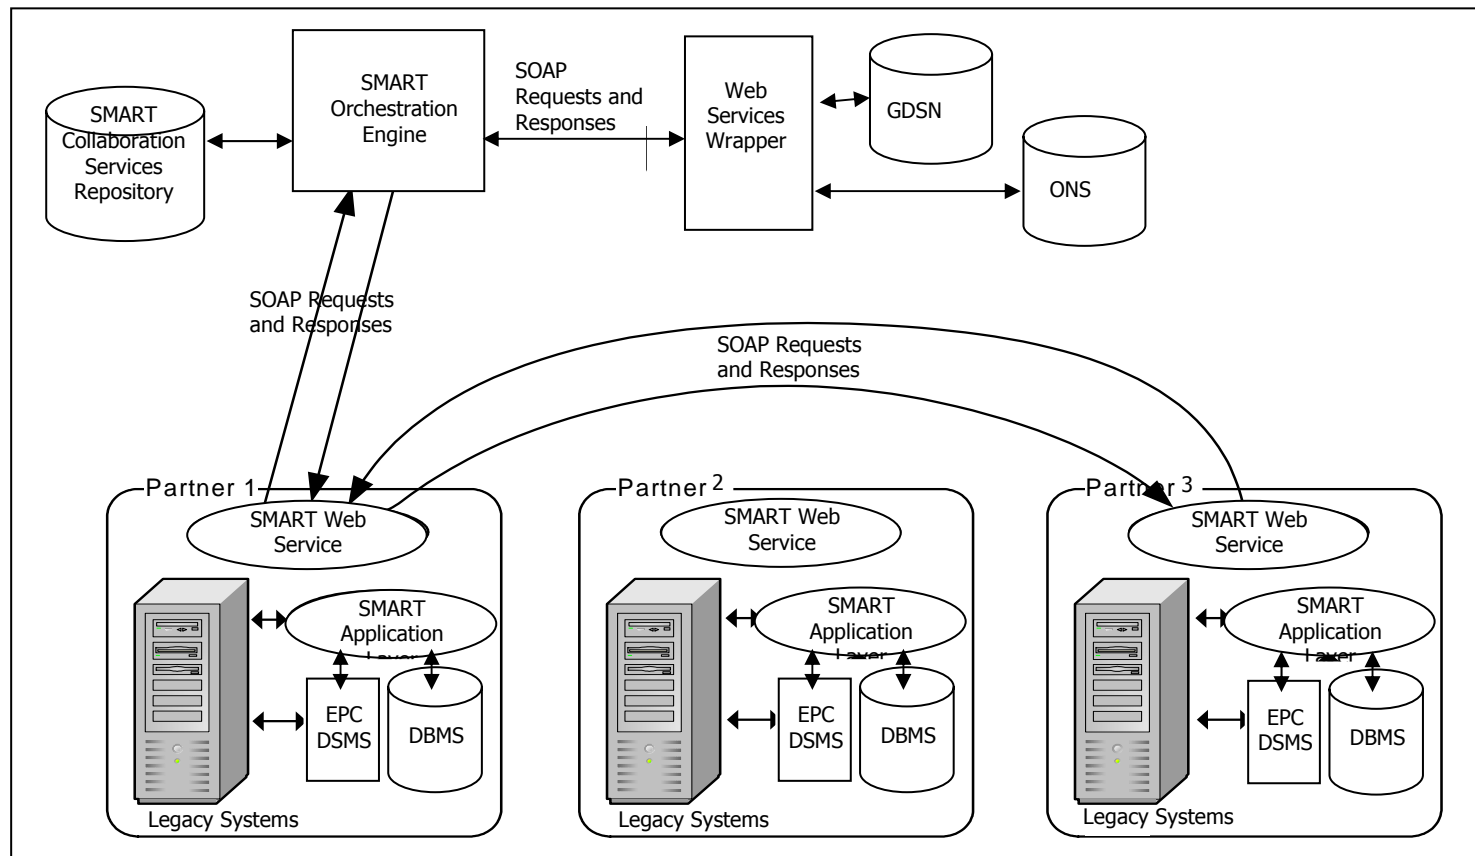 SMART
Collaboration
Services
Repository
SMART
Orchestration
Engine
SOAP
Requests and
Responses
Web
Services
Wrapper
GDSN
ONS
SOAP Requests
and Responses
SOAP Requests
and Responses
Partner 1
SMART Web
Service
SMART
Application
Layer
EPC
DSMS
DBMS
Legacy Systems
Partner 2
SMART Web
Service
SMART
Application
Layer
EPC
DSMS
DBMS
Legacy Systems
Partner 3
SMART Web
Service
SMART
Application
Layer
EPC
DSMS
DBMS
Legacy Systems